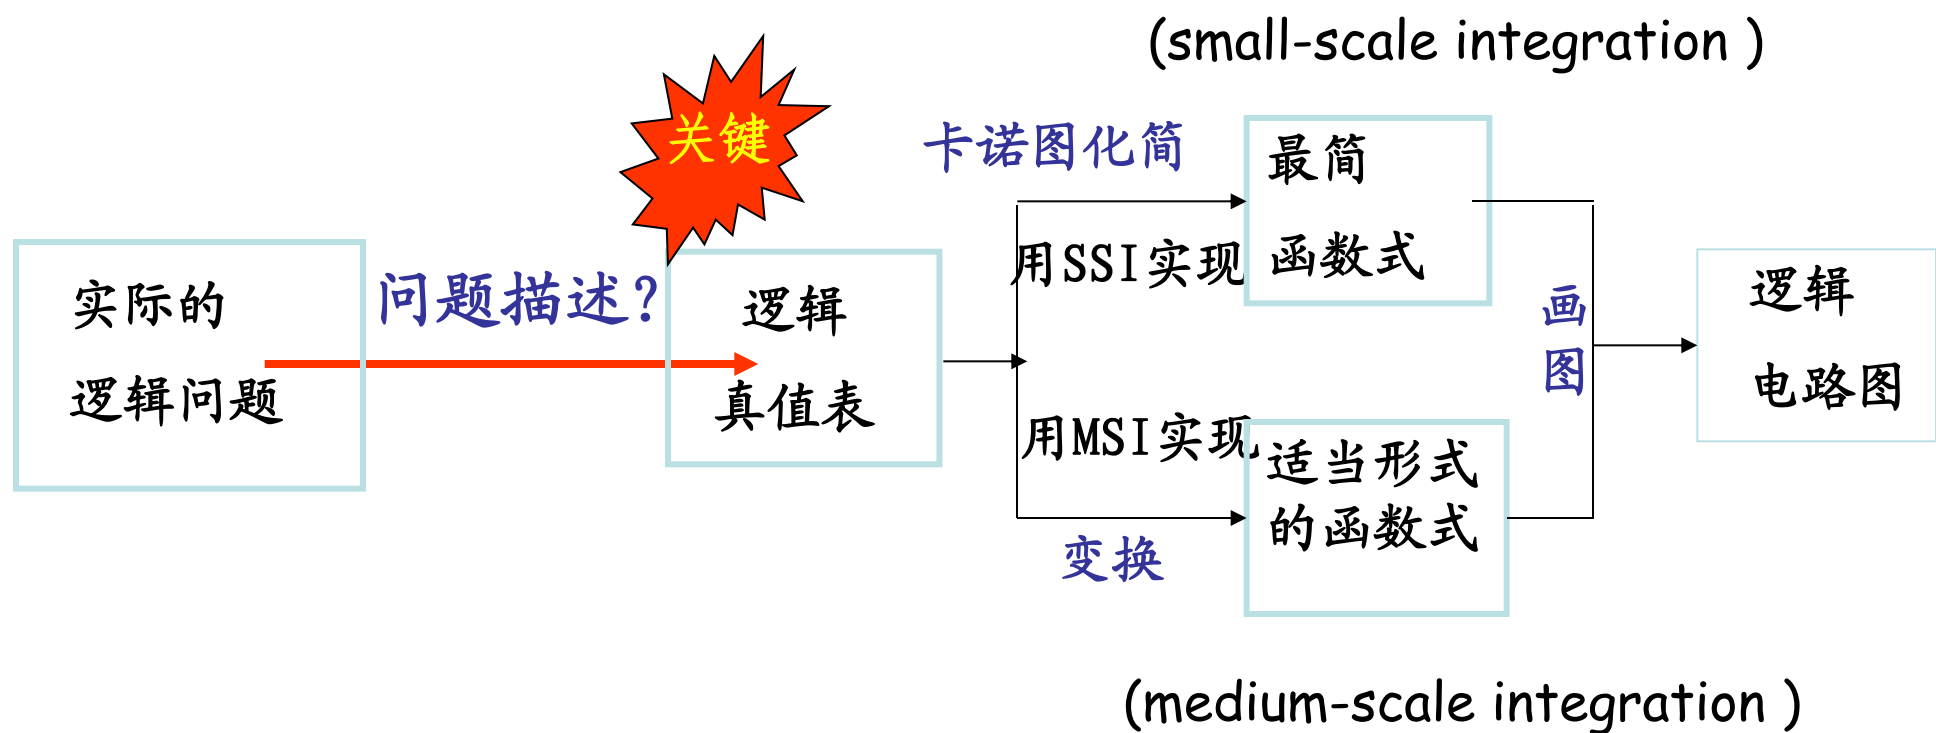 (small-scale integration )
关键
卡诺图化简
最简
函数式
用SSI实现
实际的
逻辑问题
问题描述?
逻辑
真值表
画
图
逻辑
电路图
用MSI实现
适当形式
的函数式
变换
(medium-scale integration )